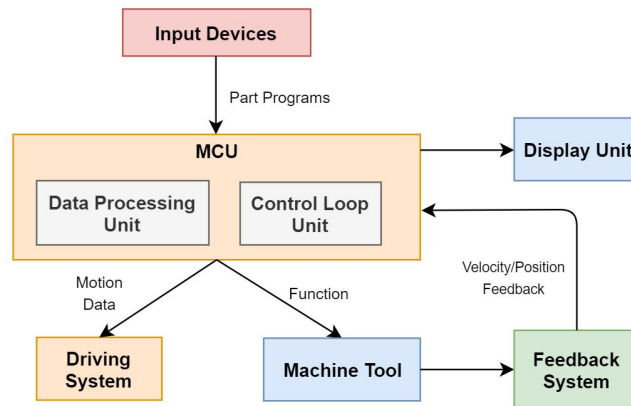 Input Devices
Part Programs
MCU
Display Unit
Data Processing
Unit
Control Loop
Unit
Velocity/Position
Feedback
Motion
Data
Function
Driving
System
Machine Tool
Feedback
System